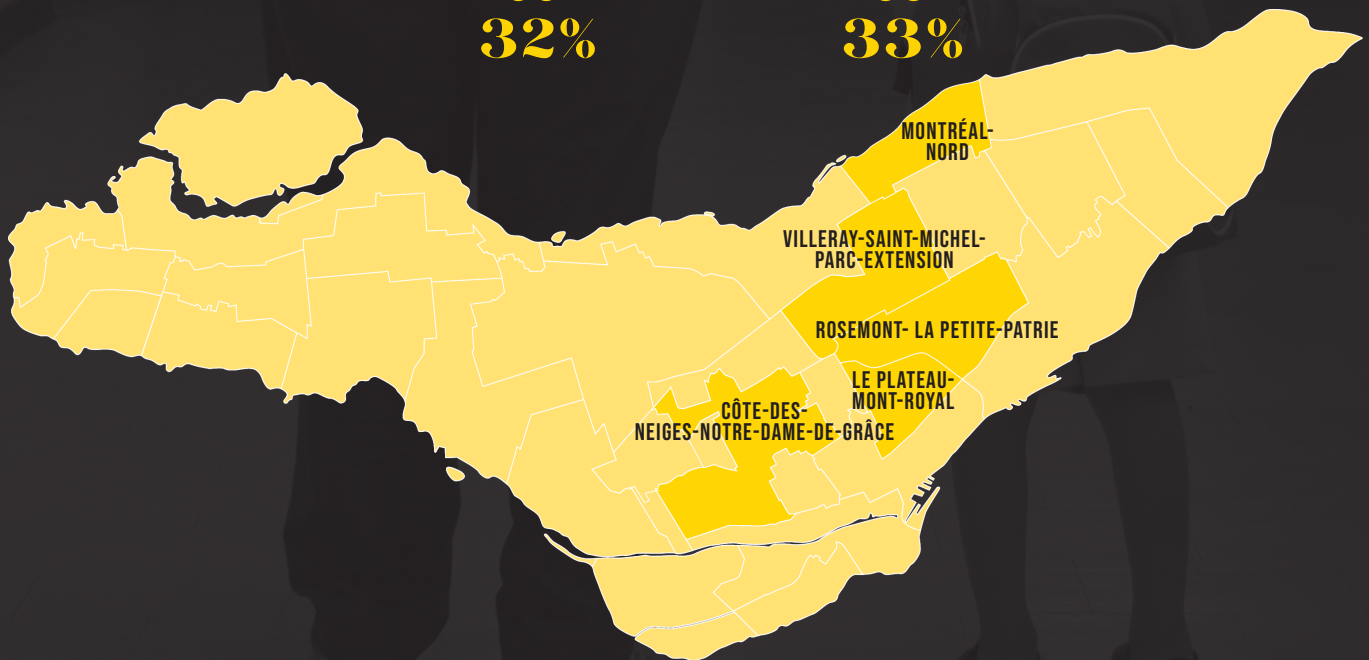 32%
33%
MONTRÉAL-
NORD
VILLERAY-SAINT-MICHEL-
PARC-EXTENSION
ROSEMONT- LA PETITE-PATRIE
LE PLATEAU-
MONT-ROYAL
CÔTE-DES-
NEIGES-NOTRE-DAME-DE-GRÂCE